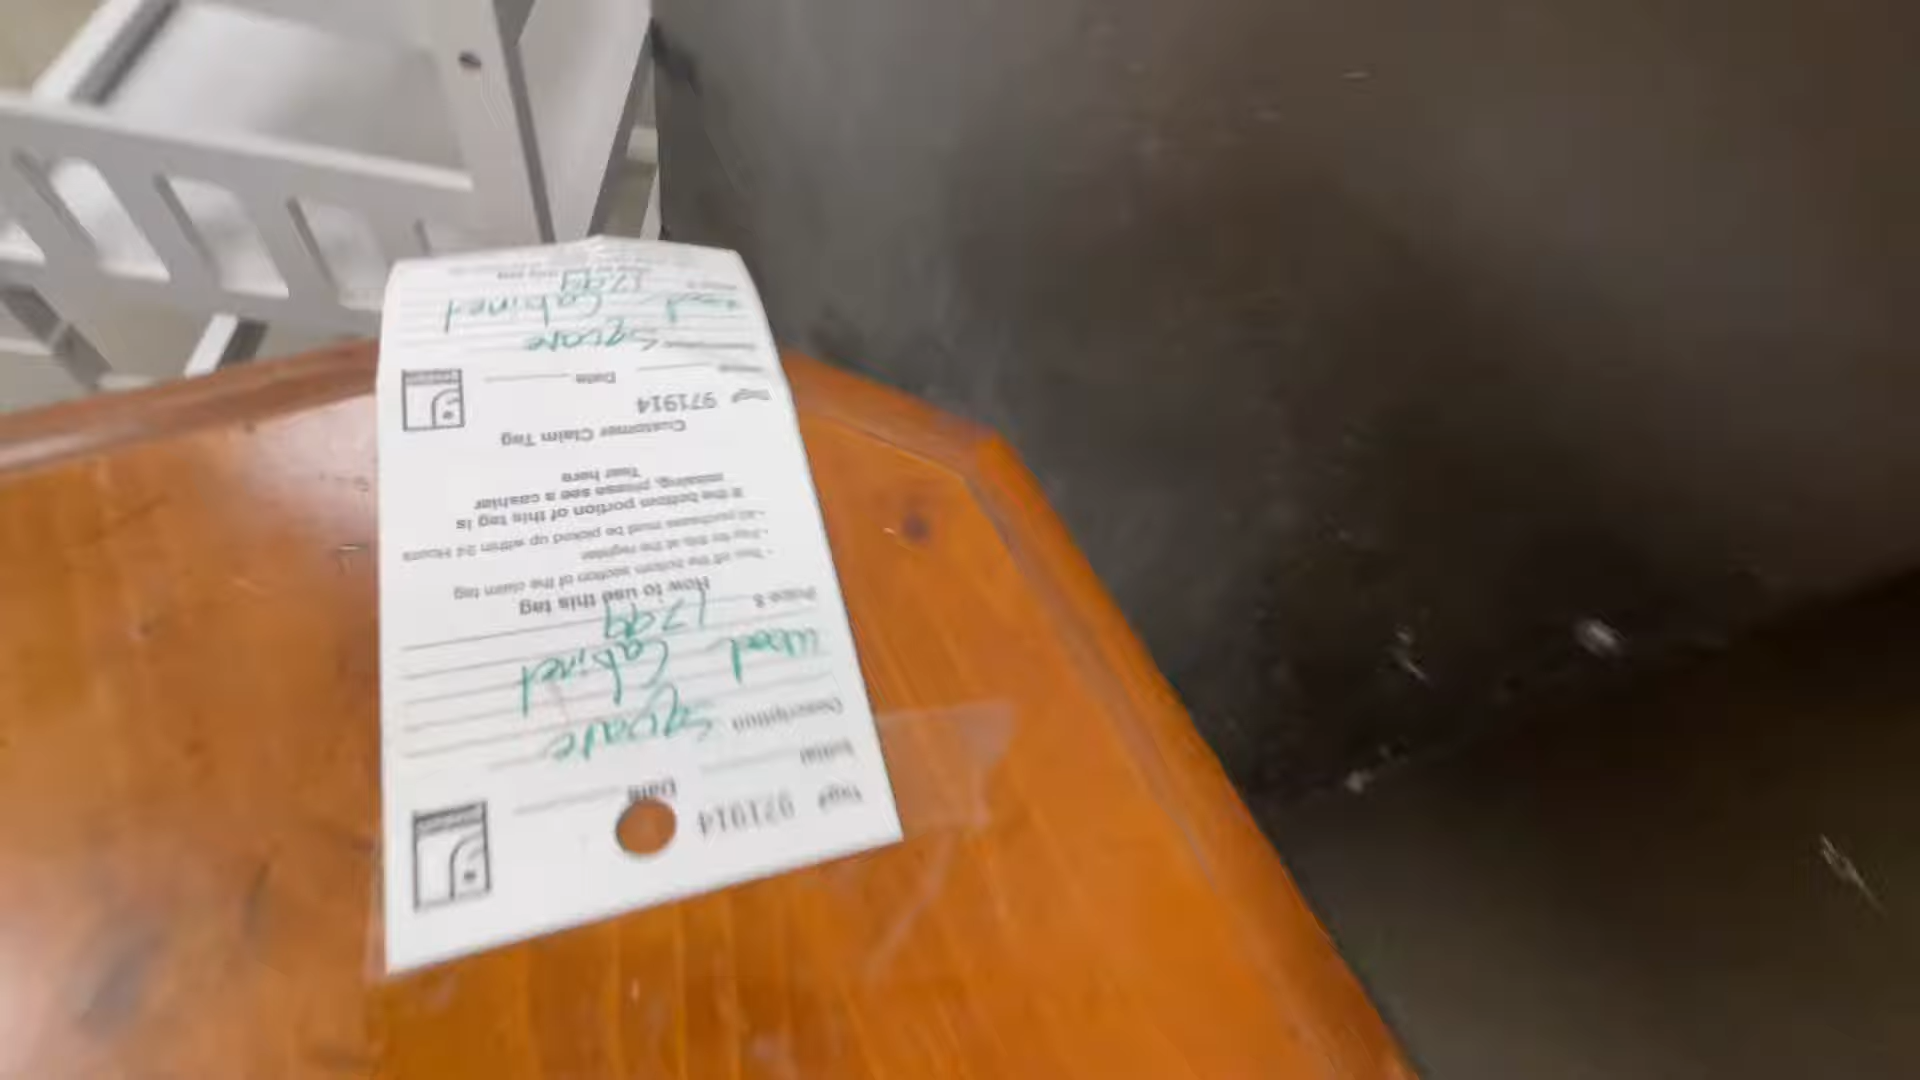 Tag# 971914
Date
Initial
Description Square
Wood Cabinet
Price $ 17.99
How to use this tag
• Tear off the bottom section of the claim tag
• Pay for this at the register
• All purchases must be picked up within 24 Hours
If the bottom portion of this tag is
missing, please see a cashier
Tear here
Customer Claim Tag
Tag# 971914
Date
Square
Wood Cabinet
17.99